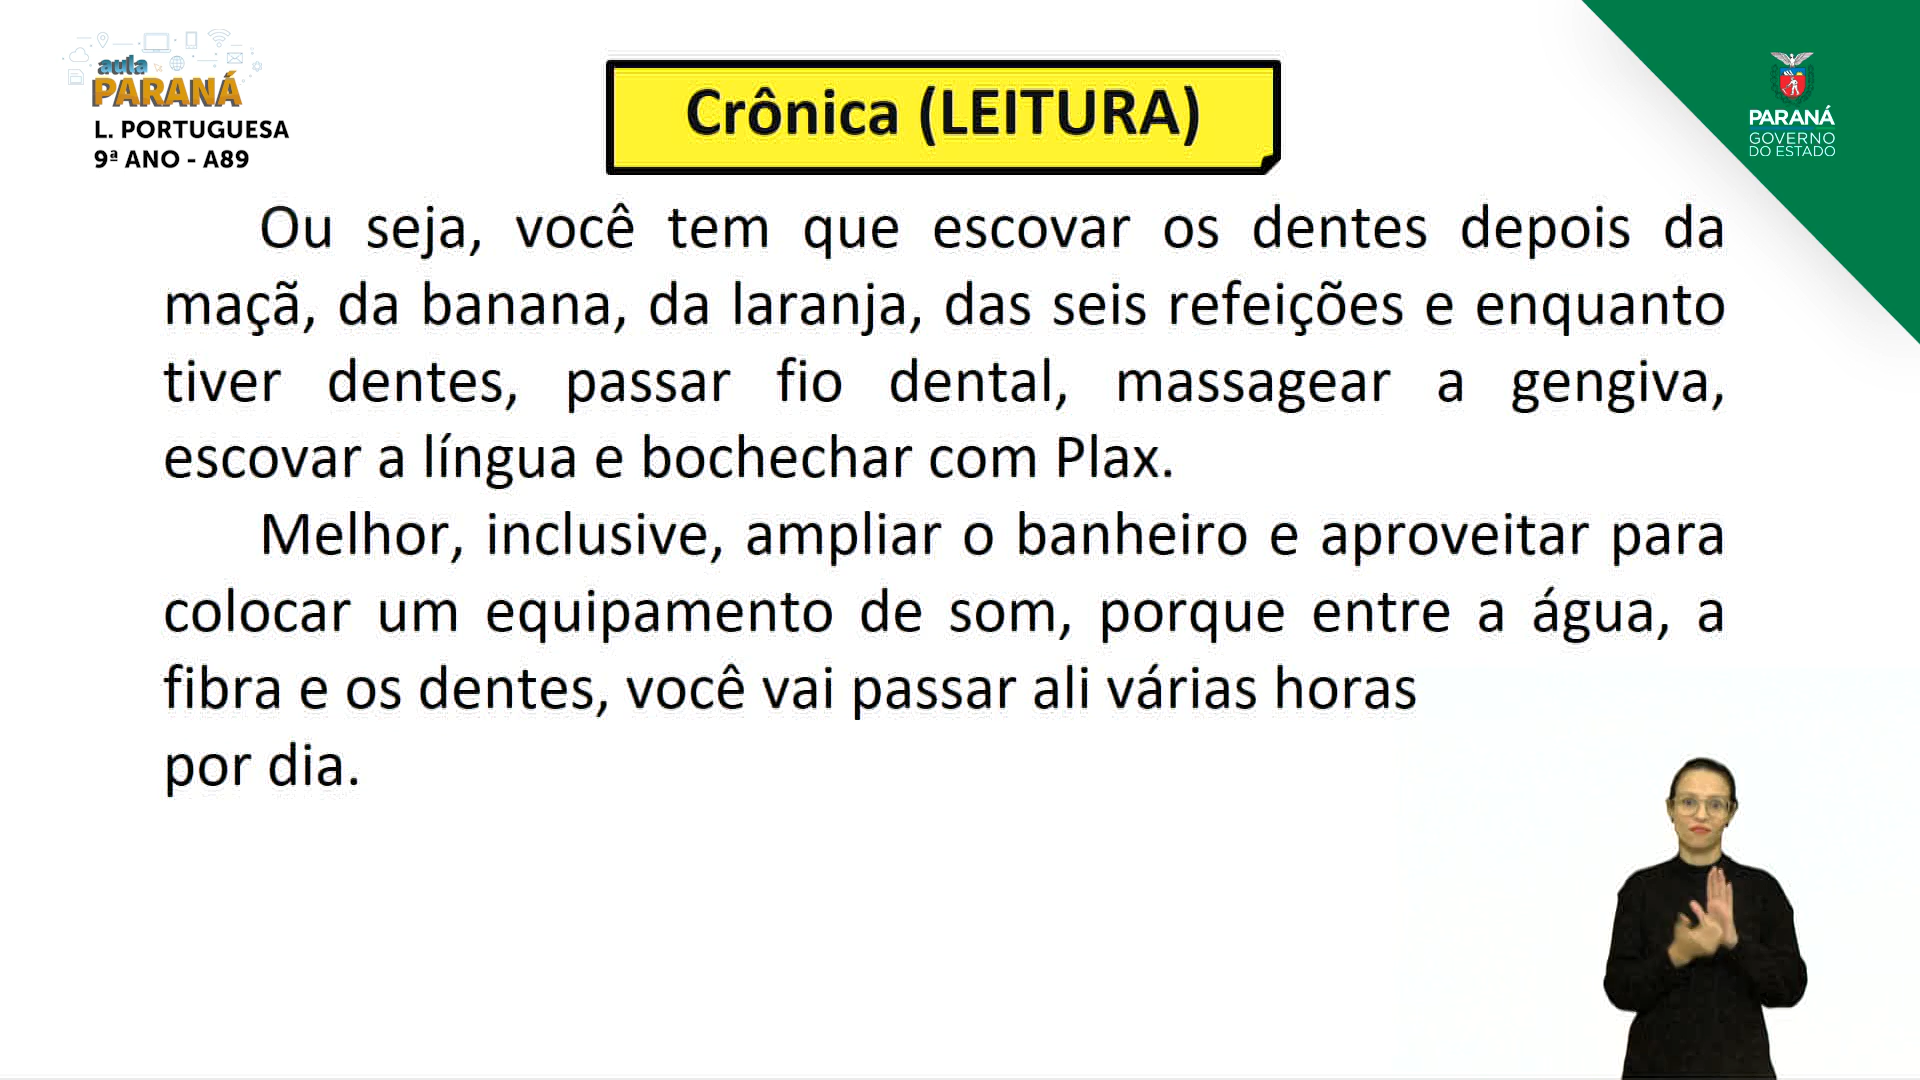 aula
PARANÁ
L. PORTUGUESA
9ª ANO - A89
Crônica (LEITURA)
PARANÁ
GOVERNO
DO ESTADO
Ou seja, você tem que escovar os dentes depois da
maçã, da banana, da laranja, das seis refeições e enquanto
tiver dentes, passar fio dental, massagear a gengiva,
escovar a língua e bochechar com Plax.
Melhor, inclusive, ampliar o banheiro e aproveitar para
colocar um equipamento de som, porque entre a água, a
fibra e os dentes, você vai passar ali várias horas
por dia.